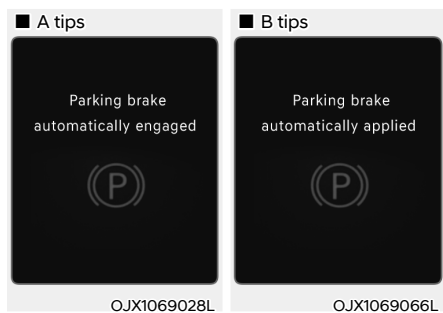 ■ A tips
Parking brake
automatically engaged
P
OJX1069028L
■ B tips
Parking brake
automatically applied
P
OJX1069066L